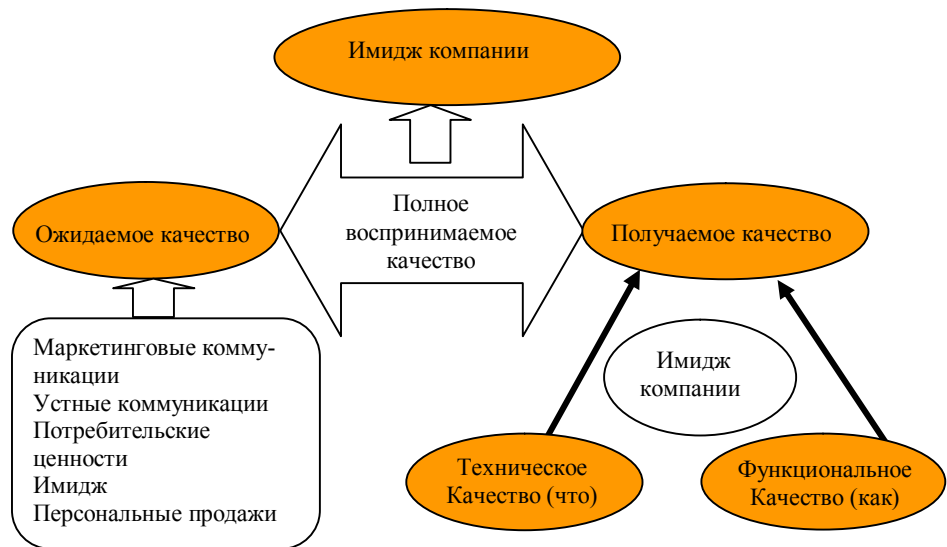 Имидж компании
Ожидаемое качество
Полное
воспринимаемое
качество
Получаемое качество
Маркетинговые комму-
никации
Устные коммуникации
Потребительские
ценности
Имидж
Персональные продажи
Имидж
компании
Техническое
Качество (что)
Функциональное
Качество (как)